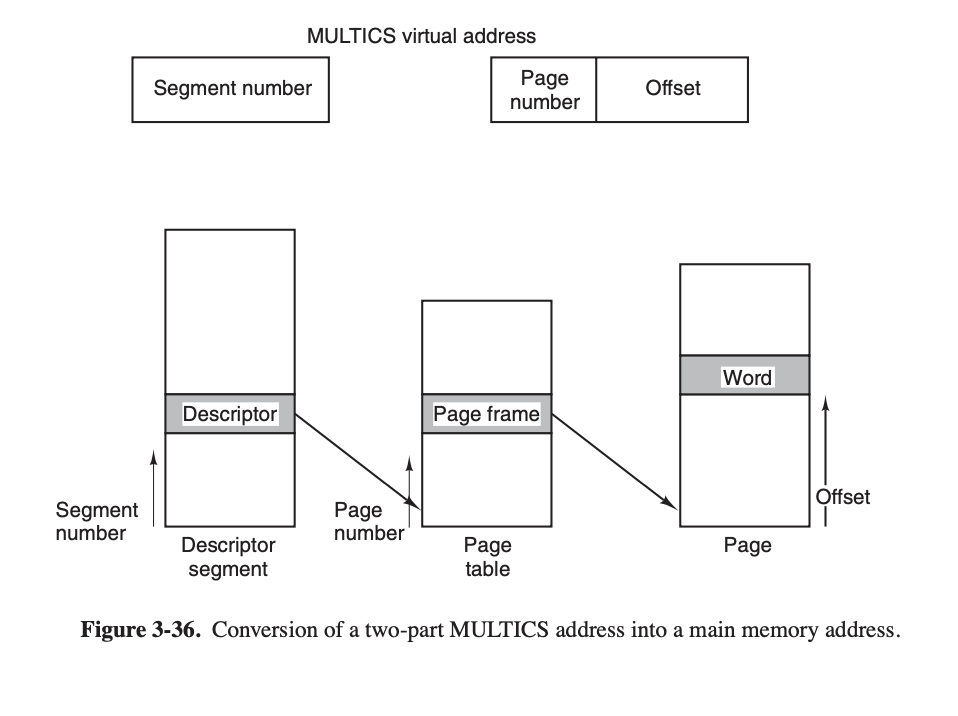 MULTICS virtual address
Segment number
Page
number
Offset
Descriptor
Page frame
Word
Segment
number
Page
number
Offset
Descriptor
segment
Page
table
Page
Figure 3-36. Conversion of a two-part MULTICS address into a main memory address.